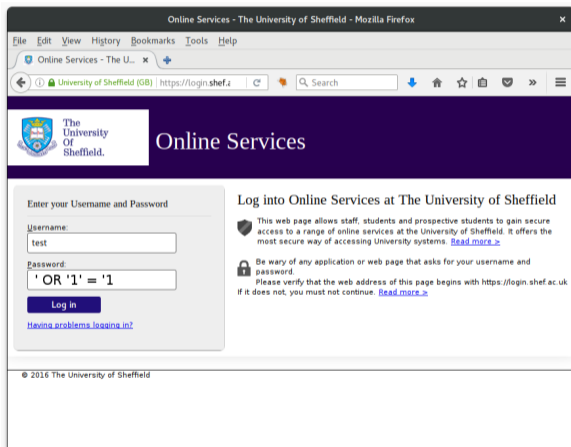 Online Services - The University of Sheffield - Mozilla Firefox
File Edit View History Bookmarks Tools Help
Online Services - The U...
University of Sheffield (GB) https://login.shef.a Search
The
University
Of
Sheffield.
Online Services
Enter your Username and Password
Username:
test
Password:
' OR '1' = '1
Log in
Having problems logging in?
Log into Online Services at The University of Sheffield
This web page allows staff, students and prospective students to gain secure
access to a range of online services at the University of Sheffield. It offers the
most secure way of accessing University systems. Read more >
Be wary of any application or web page that asks for your username and
password.
Please verify that the web address of this page begins with https://login.shef.ac.uk
If it does not, you must not continue. Read more >
© 2016 The University of Sheffield